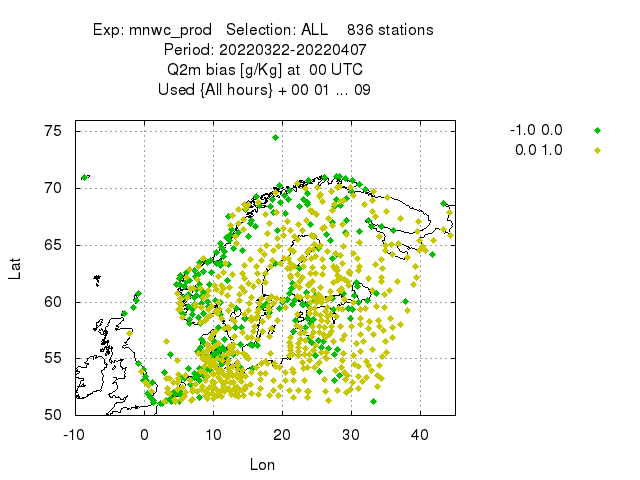 Exp: mnwc_prod   Selection: ALL    836 stations
Period: 20220322-20220407
Q2m bias [g/Kg] at  00 UTC
Used {All hours} + 00 01 ... 09
-1.0 0.0
0.0 1.0
75
70
65
60
55
50
Lat
-10 0 10 20 30 40
Lon